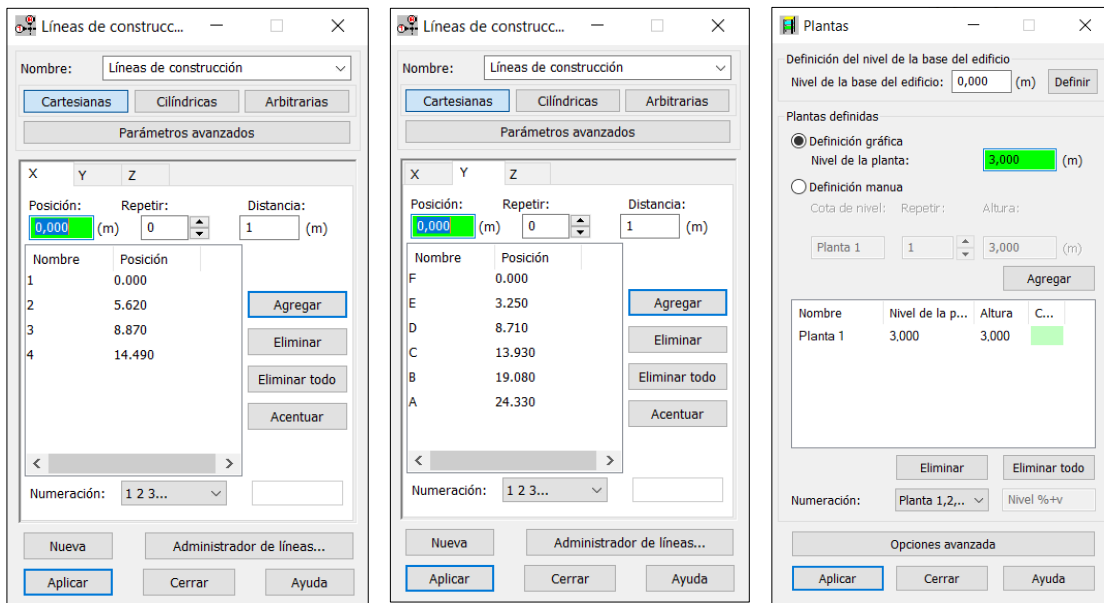 Líneas de construcc...
Nombre: Líneas de construcción
Cartesianas Cilíndricas Arbitrarias
Parámetros avanzados
X Y Z
Posición: Repetir: Distancia:
0,000 (m) 0 1 (m)
Nombre Posición
1 0.000
2 5.620
3 8.870
4 14.490
Agregar
Eliminar
Eliminar todo
Acentuar
Numeración: 1 2 3...
Nueva Administrador de líneas...
Aplicar Cerrar Ayuda
Líneas de construcc...
Nombre: Líneas de construcción
Cartesianas Cilíndricas Arbitrarias
Parámetros avanzados
X Y Z
Posición: Repetir: Distancia:
0,000 (m) 0 1 (m)
Nombre Posición
F 0.000
E 3.250
D 8.710
C 13.930
B 19.080
A 24.330
Agregar
Eliminar
Eliminar todo
Acentuar
Numeración: 1 2 3...
Nueva Administrador de líneas...
Aplicar Cerrar Ayuda
Plantas
Definición del nivel de la base del edificio
Nivel de la base del edificio: 0,000 (m) Definir
Plantas definidas
Definición gráfica
Nivel de la planta: 3,000 (m)
Definición manua
Cota de nivel: Repetir: Altura:
Planta 1 1 3,000 (m)
Agregar
Nombre Nivel de la p... Altura C...
Planta 1 3,000 3,000
Eliminar Eliminar todo
Numeración: Planta 1,2,... Nivel %+v
Opciones avanzada
Aplicar Cerrar Ayuda